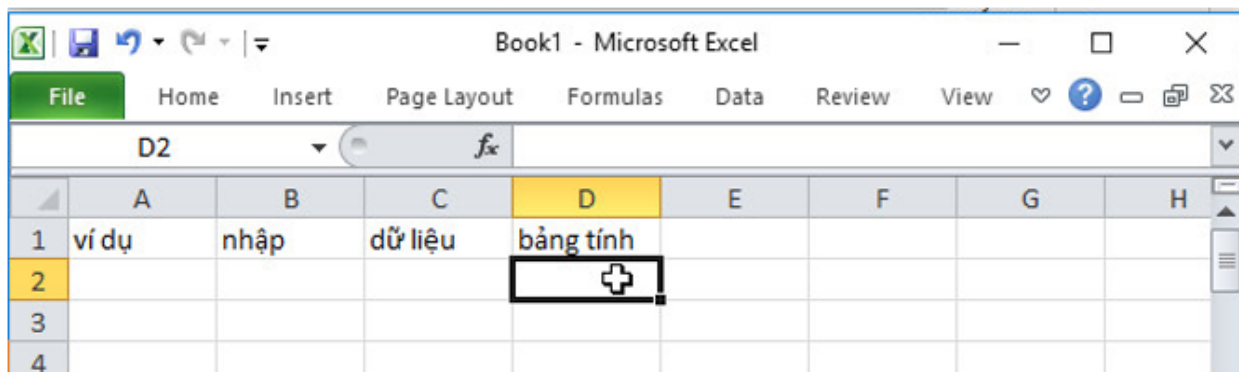 Book1 - Microsoft Excel
File Home Insert Page Layout Formulas Data Review View
D2 fx
A B C D E F G H
1 ví dụ nhập dữ liệu bảng tính
2
3
4